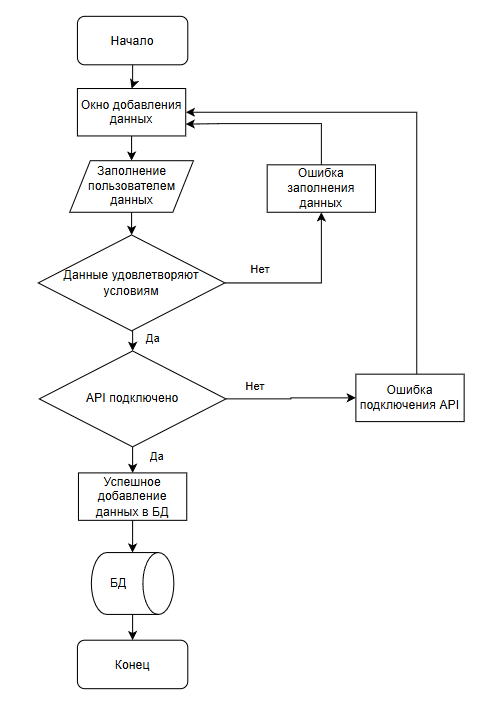 Начало
Окно добавления
данных
Заполнение
пользователем
данных
Ошибка
заполнения
данных
Данные удовлетворяют
условиям
Нет
Да
API подключено
Нет
Ошибка
подключения API
Да
Успешное
добавление
данных в БД
БД
Конец